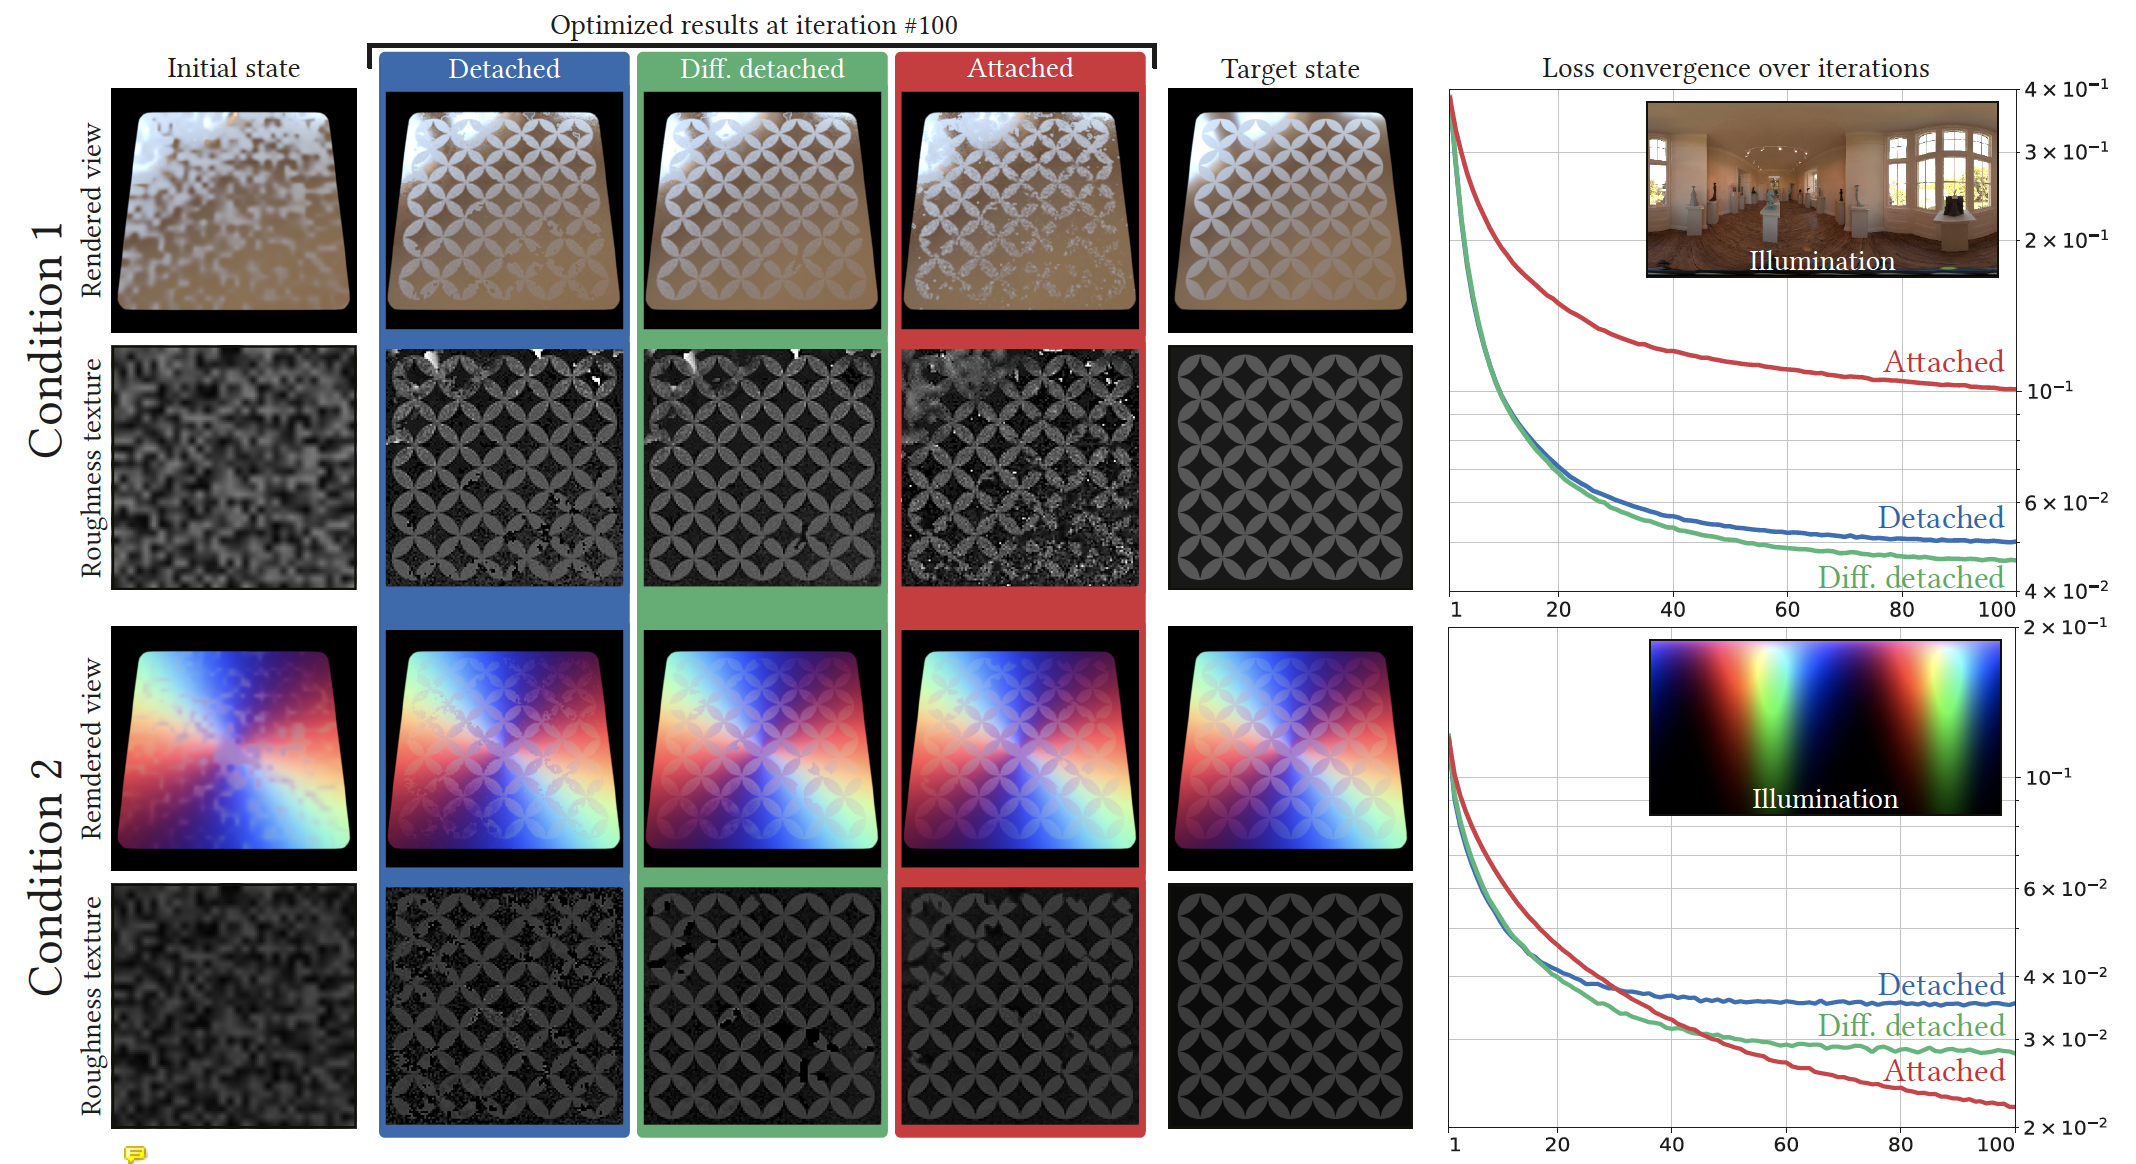 Optimized results at iteration #100
Initial state
Detached
Diff. detached
Attached
Target state
Loss convergence over iterations
Condition 1
Rendered view
Roughness texture
Illumination
Attached
Detached
Diff. detached
4 × 10⁻¹
3 × 10⁻¹
2 × 10⁻¹
10⁻¹
6 × 10⁻²
4 × 10⁻²
1 20 40 60 80 100
Condition 2
Remdered view
Roughness texture
Illumination
Detached
Diff. detached
Attached
2 × 10⁻¹
10⁻¹
6 × 10⁻²
4 × 10⁻²
3 × 10⁻²
2 × 10⁻²
1 20 40 60 80 100